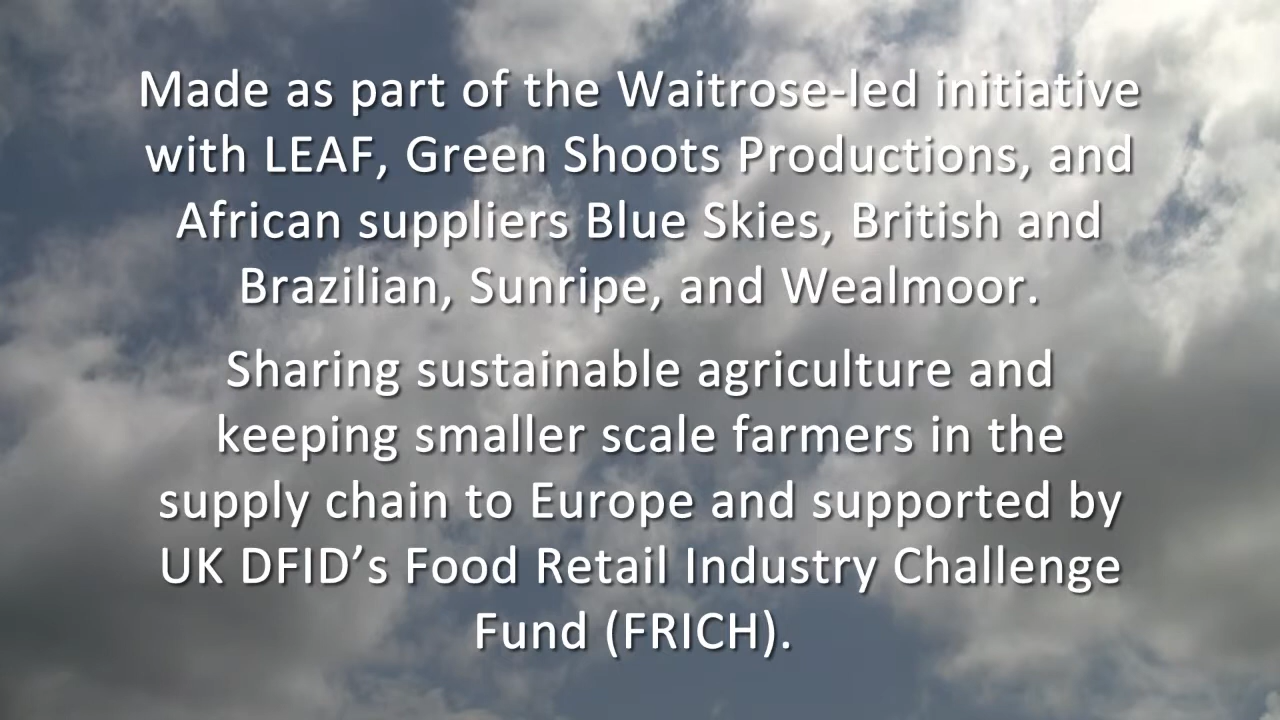 Made as part of the Waitrose-led initiative
with LEAF, Green Shoots Productions, and
African suppliers Blue Skies, British and
Brazilian, Sunripe, and Wealmoor.
Sharing sustainable agriculture and
keeping smaller scale farmers in the
supply chain to Europe and supported by
UK DFID’s Food Retail Industry Challenge
Fund (FRICH).